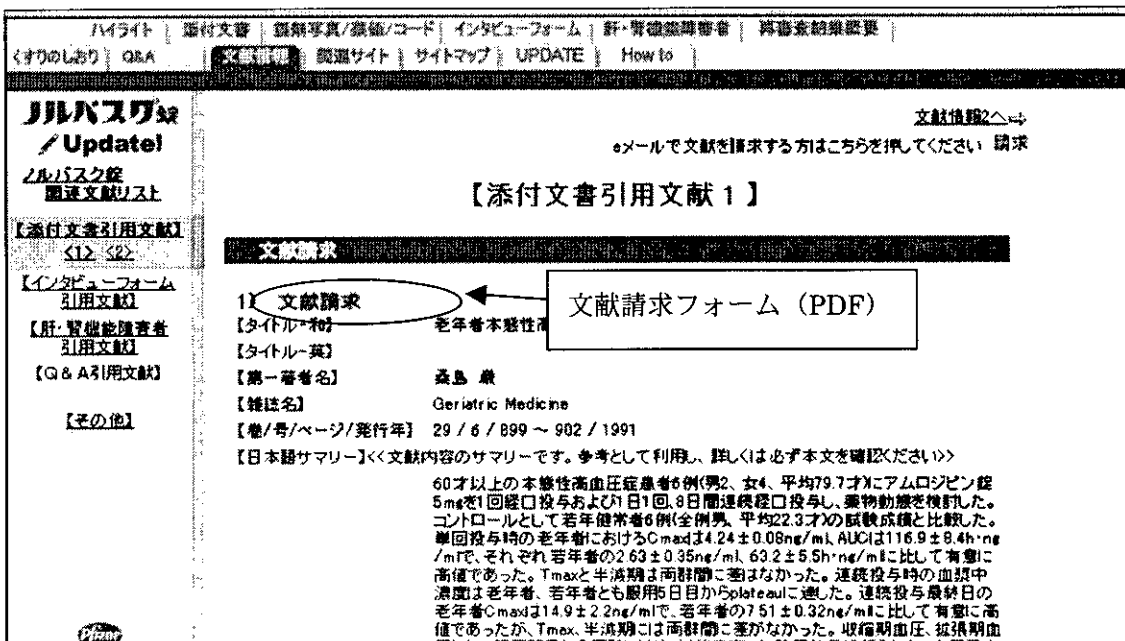 ハイライト | 添付文書 | 製剤写真/薬価/コード | インタビューフォーム | 肝・腎機能障害者 | 再審査結果概要 |
くすりのしおり | Q&A | 文献情報 | 関連サイト | サイトマップ | UPDATE | How to |
ノルバスク錠
Update!
ノルバスク錠
関連文献リスト
【添付文書引用文献】
<1> <2>
【インタビューフォーム
引用文献】
【肝・腎機能障害者
引用文献】
【Q&A引用文献】
【その他】
Pfizer
文献情報2へ⇨
eメールで文献を請求する方はこちらを押してください 請求
【添付文書引用文献1】
文献請求
1) 文献請求
文献請求フォーム(PDF)
【タイトル-和】 老年者本態性高
【タイトル-英】
【第一著者名】 桑島 巌
【雑誌名】 Geriatric Medicine
【巻/号/ページ/発行年】 29 / 6 / 899 ~ 902 / 1991
【日本語サマリー】<<文献内容のサマリーです。参考として利用し、詳しくは必ず本文を確認ください>>
60才以上の本態性高血圧症患者6例(男2、女4、平均79.7才)にアムロジピン錠
5mgを1回経口投与および1日1回、8日間連続経口投与し、薬物動態を検討した。
コントロールとして若年健常者6例(全例男、平均22.3才)の試験成績と比較した。
単回投与時の老年者におけるCmaxは4.24±0.08ng/ml、AUCは116.9±8.4h・ng
/mlで、それぞれ若年者の2.63±0.35ng/ml、63.2±5.5h・ng/mlに比して有意に
高値であった。Tmaxと半減期は両群間に差はなかった。連続投与時の血漿中
濃度は老年者、若年者とも服用5日目からplateauに達した。連続投与最終日の
老年者Cmaxは14.9±2.2ng/mlで、若年者の7.51±0.32ng/mlに比して有意に高
値であったが、Tmax、半減期には両群間に差がなかった。収縮期血圧、拡張期血